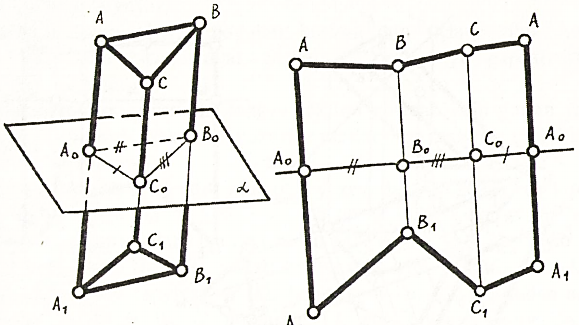 A B
C
A₀ B₀
C₀
α
C₁
A₁ B₁
A B C A
A₀ B₀ C₀ A₀
B₁
A₁
C₁
A